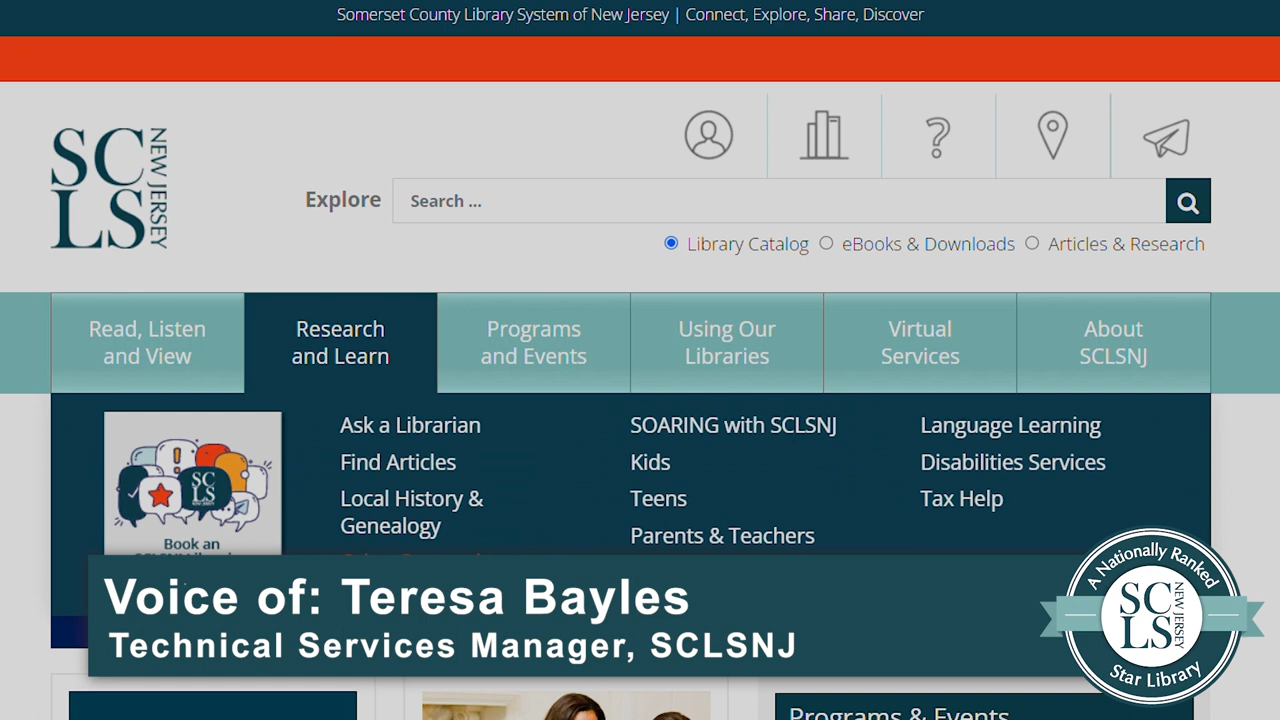 Somerset County Library System of New Jersey | Connect, Explore, Share, Discover
SC
LS
NEW JERSEY
Explore
Search ...
Library Catalog
eBooks & Downloads
Articles & Research
Read, Listen
and View
Research
and Learn
Programs
and Events
Using Our
Libraries
Virtual
Services
About
SCLSNJ
SC
LS
Book an
Ask a Librarian
Find Articles
Local History &
Genealogy
SOARING with SCLSNJ
Kids
Teens
Parents & Teachers
Language Learning
Disabilities Services
Tax Help
Voice of: Teresa Bayles
Technical Services Manager, SCLSNJ
A Nationally Ranked
SC
LS
NEW JERSEY
Star Library
Programs & Events